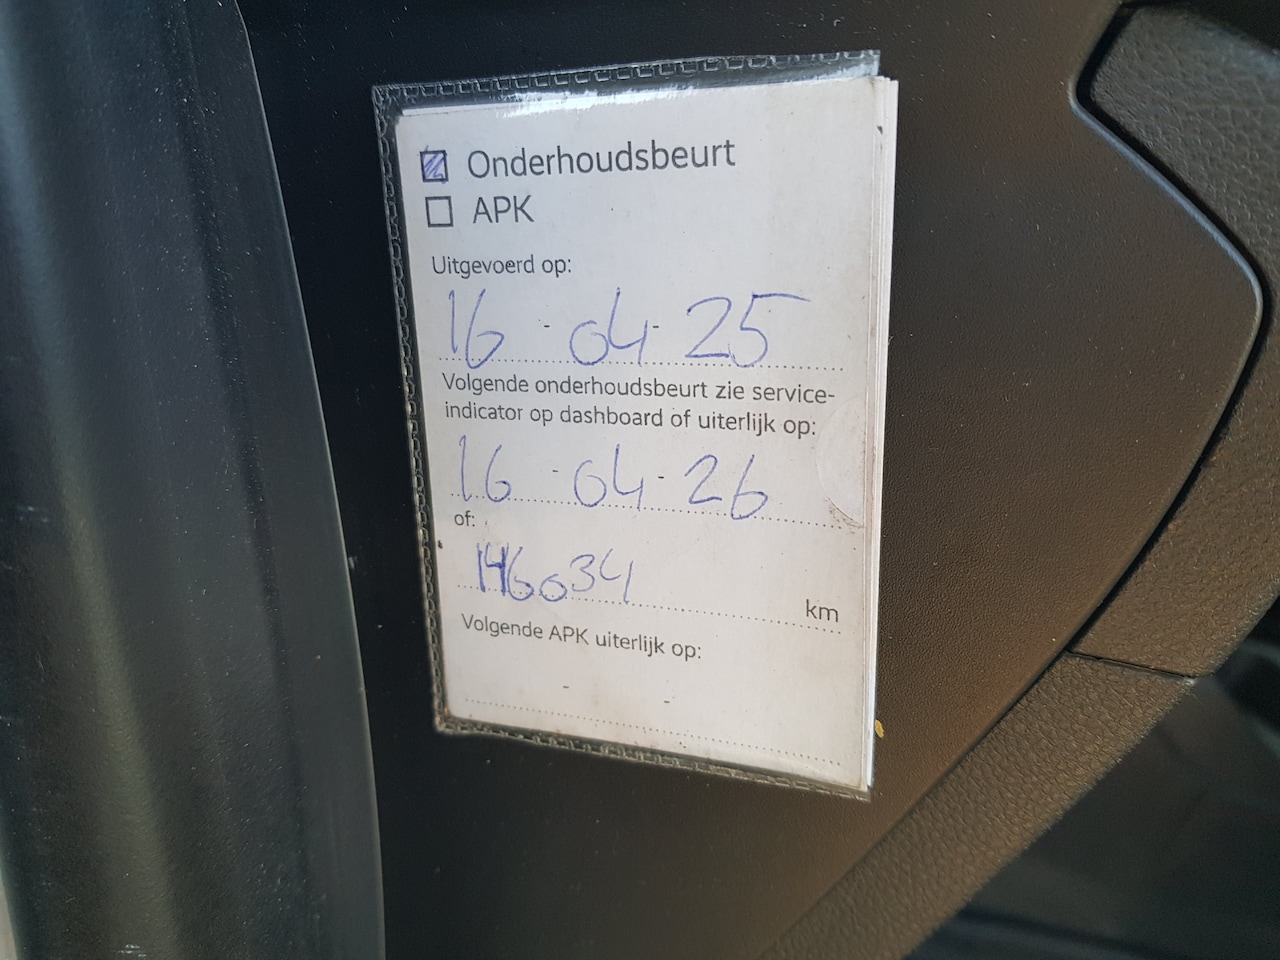 Onderhoudsbeurt
APK
Uitgevoerd op:
16 - 04 - 25
Volgende onderhoudsbeurt zie service-
indicator op dashboard of uiterlijk op:
16 - 04 - 26
of:
146034 km
Volgende APK uiterlijk op:
- -